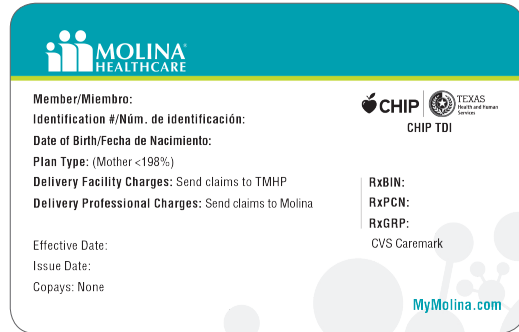 MOLINA®
HEALTHCARE
Member/Miembro:
Identification #/Núm. de identificación:
Date of Birth/Fecha de Nacimiento:
Plan Type: (Mother <198%)
Delivery Facility Charges: Send claims to TMHP
Delivery Professional Charges: Send claims to Molina
Effective Date:
Issue Date:
Copays: None
CHIP
TEXAS
Health and Human
Services
CHIP TDI
RxBIN:
RxPCN:
RxGRP:
CVS Caremark
MyMolina.com